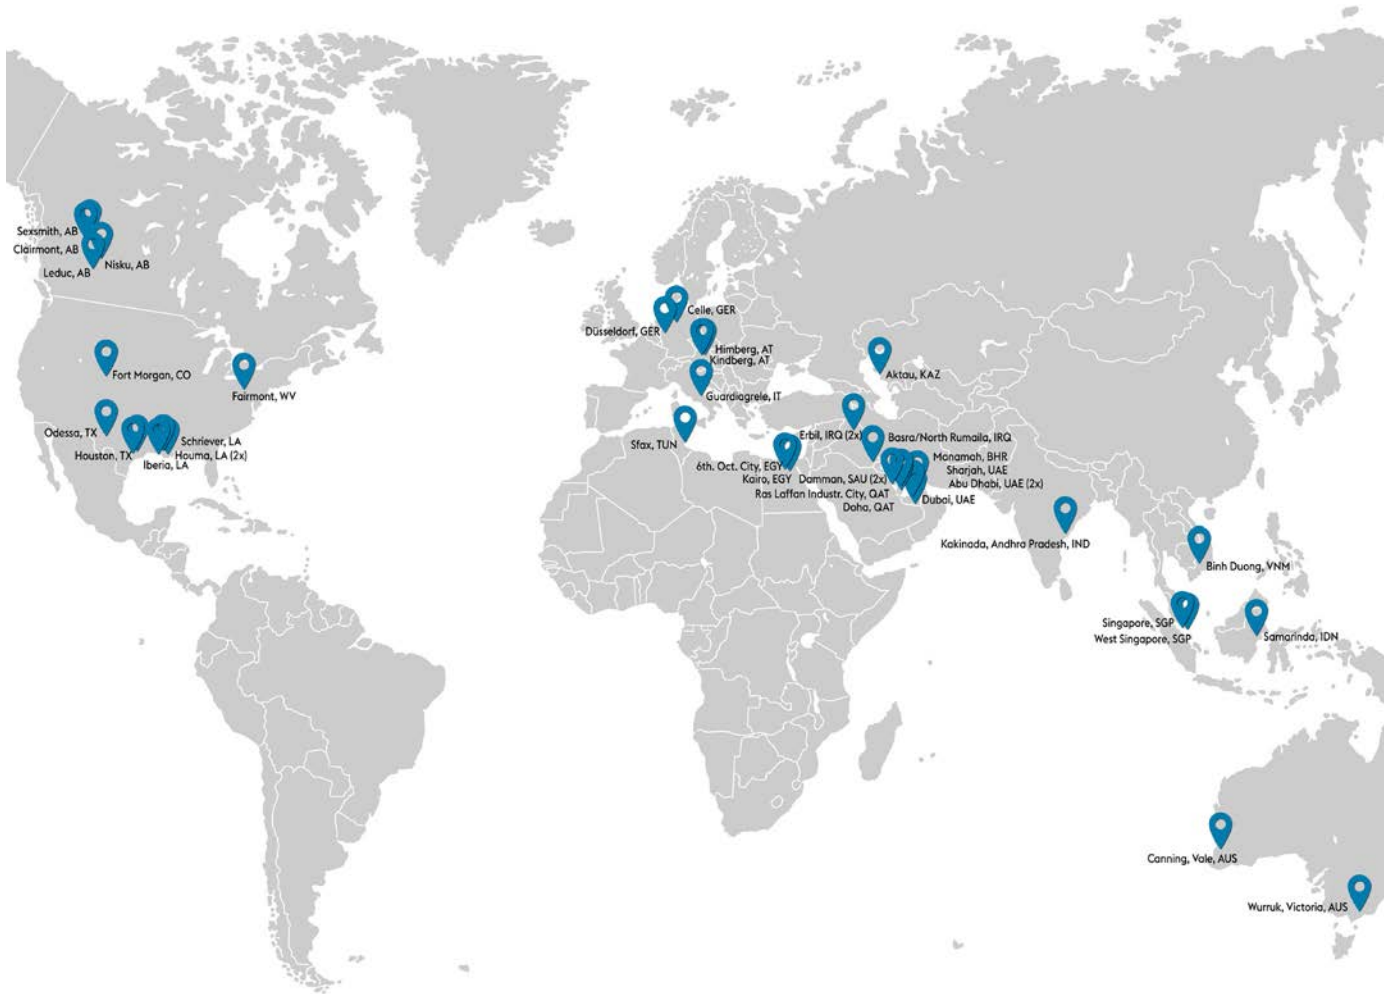 Sexsmith, AB
Clairmont, AB
Leduc, AB
Nisku, AB
Fort Morgan, CO
Fairmont, WV
Odessa, TX
Houston, TX
Schriever, LA
Houma, LA (2x)
Iberia, LA
Celle, GER
Düsseldorf, GER
Himberg, AT
Kindberg, AT
Guardiagrele, IT
Aktau, KAZ
Sfax, TUN
Erbil, IRQ (2x)
Basra/North Rumaila, IRQ
6th. Oct. City, EGY
Kairo, EGY
Manamah, BHR
Sharjah, UAE
Damman, SAU (2x)
Abu Dhabi, UAE (2x)
Ras Laffan Industr. City, QAT
Dubai, UAE
Doha, QAT
Kakinada, Andhra Pradesh, IND
Binh Duong, VNM
Singapore, SGP
West Singapore, SGP
Samarinda, IDN
Canning, Vale, AUS
Wurruk, Victoria, AUS